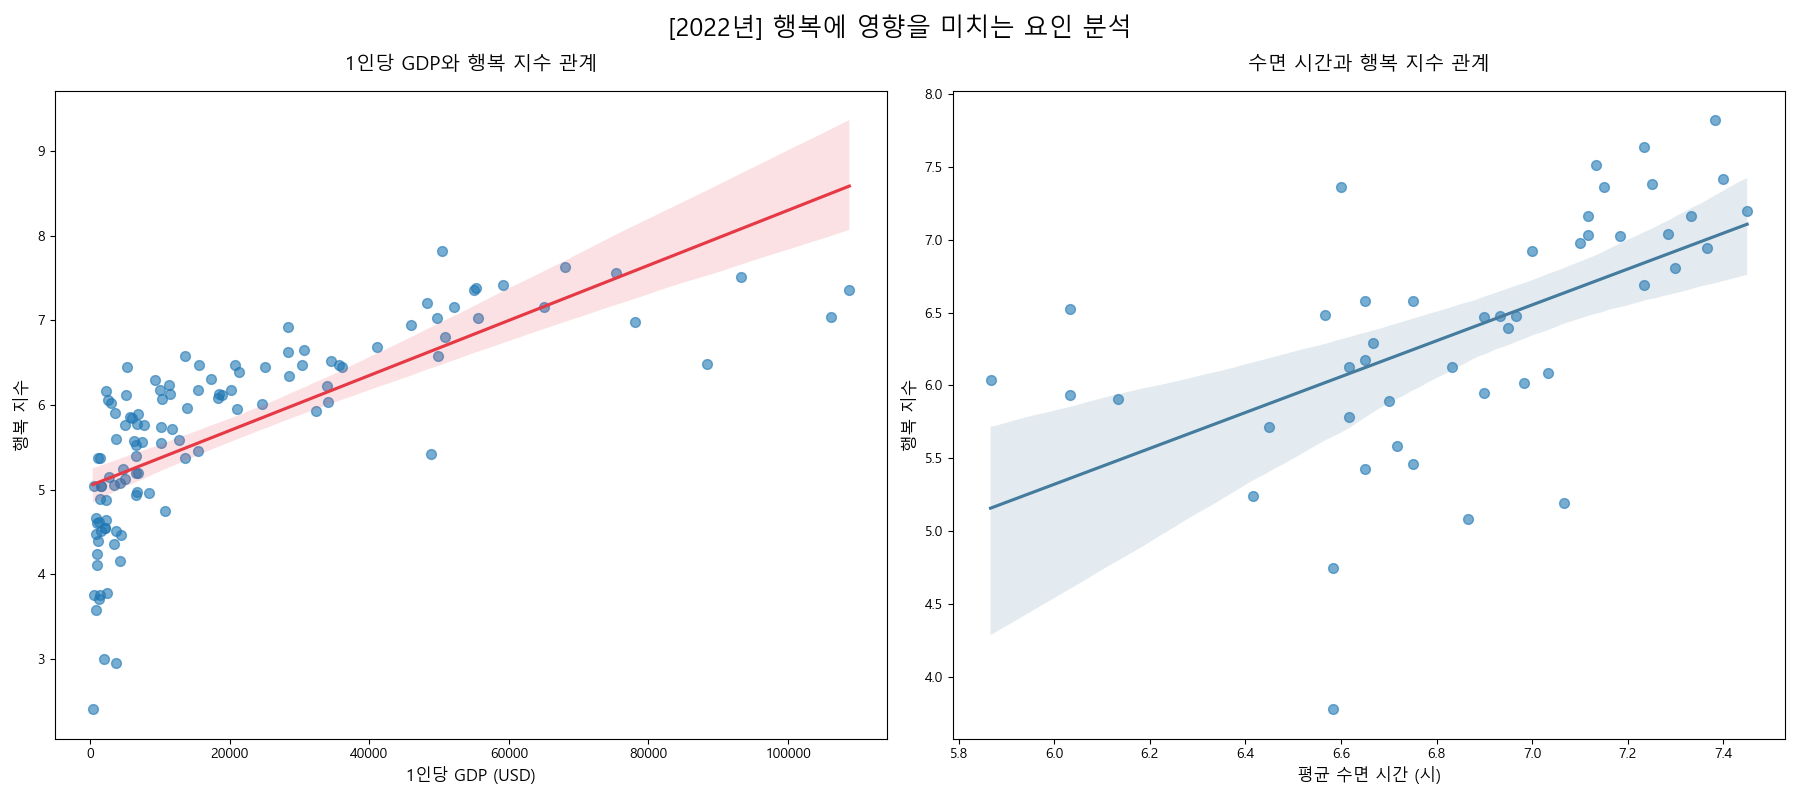 [2022년] 행복에 영향을 미치는 요인 분석
1인당 GDP와 행복 지수 관계
행복 지수
9
8
7
6
5
4
3
0 20000 40000 60000 80000 100000
1인당 GDP (USD)
수면 시간과 행복 지수 관계
행복 지수
8.0
7.5
7.0
6.5
6.0
5.5
5.0
4.5
4.0
5.8 6.0 6.2 6.4 6.6 6.8 7.0 7.2 7.4
평균 수면 시간 (시)